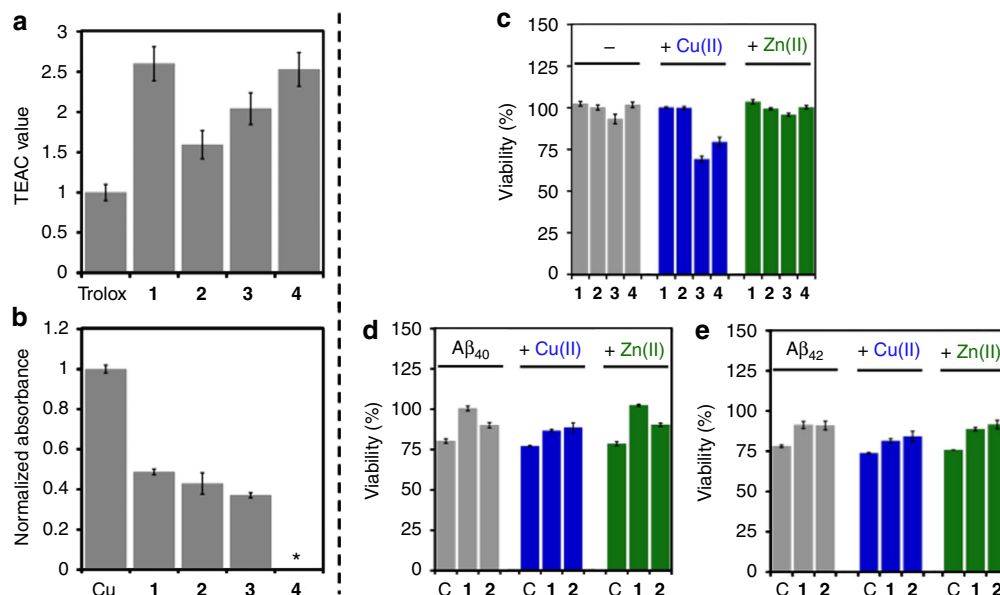 a
3
2.5
2
1.5
1
0.5
0
TEAC value
Trolox 1 2 3 4
b
1.2
1
0.8
0.6
0.4
0.2
0
Normalized absorbance
*
Cu 1 2 3 4
c
150
125
100
75
50
25
0
Viability (%)
– + Cu(II) + Zn(II)
1 2 3 4 1 2 3 4 1 2 3 4
d
150
125
100
75
50
25
0
Viability (%)
Aβ40 + Cu(II) + Zn(II)
C 1 2 C 1 2 C 1 2
e
150
125
100
75
50
25
0
Viability (%)
Aβ42 + Cu(II) + Zn(II)
C 1 2 C 1 2 C 1 2